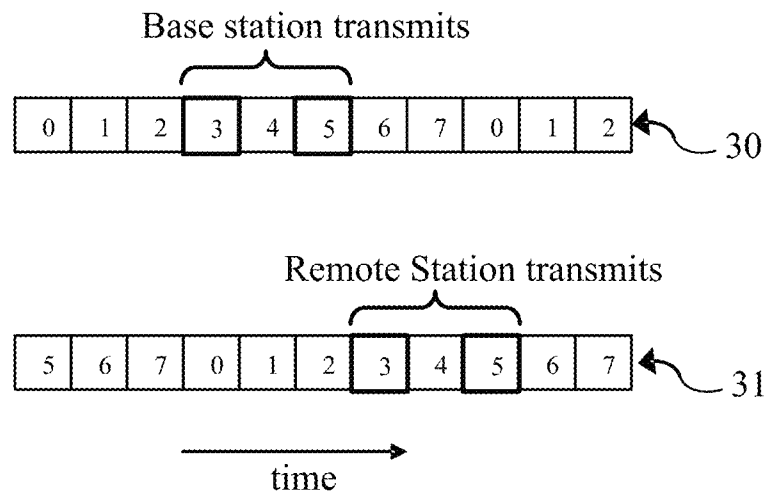 Base station transmits
0 1 2 3 4 5 6 7 0 1 2
30
Remote Station transmits
5 6 7 0 1 2 3 4 5 6 7
31
time